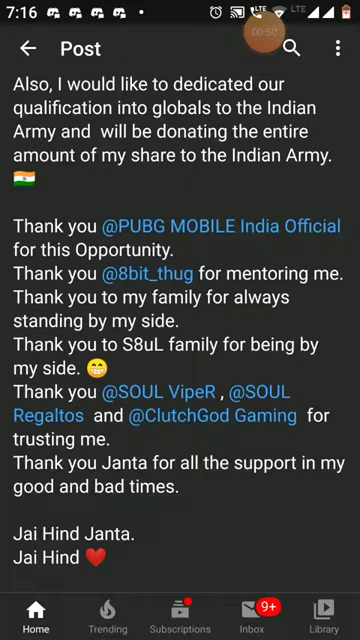 7:16
LTE
LTE
00:50
Post
Also, I would like to dedicated our
qualification into globals to the Indian
Army and will be donating the entire
amount of my share to the Indian Army.
🇮🇳
Thank you @PUBG MOBILE India Official
for this Opportunity.
Thank you @8bit_thug for mentoring me.
Thank you to my family for always
standing by my side.
Thank you to S8uL family for being by
my side. 😁
Thank you @SOUL VipeR , @SOUL
Regaltos and @ClutchGod Gaming for
trusting me.
Thank you Janta for all the support in my
good and bad times.
Jai Hind Janta.
Jai Hind ❤️
9+
Home Trending Subscriptions Inbox Library